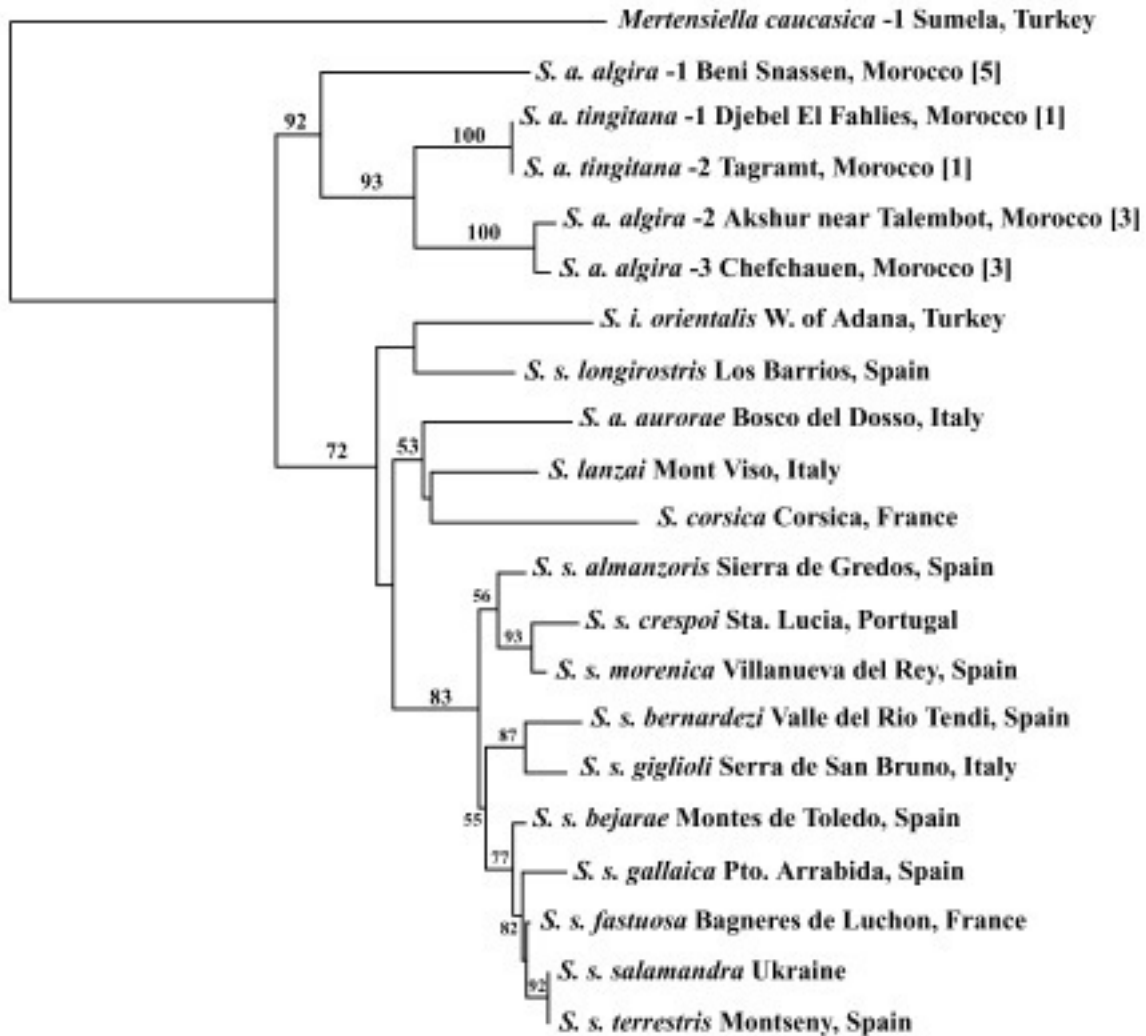 Mertensiella caucasica -1 Sumela, Turkey
S. a. algira -1 Beni Snassen, Morocco [5]
92
S. a. tingitana -1 Djebel El Fahlies, Morocco [1]
100
S. a. tingitana -2 Tagramt, Morocco [1]
93
S. a. algira -2 Akshur near Talembot, Morocco [3]
100
S. a. algira -3 Chefchauen, Morocco [3]
S. i. orientalis W. of Adana, Turkey
S. s. longirostris Los Barrios, Spain
S. a. aurorae Bosco del Dosso, Italy
72
53
S. lanzai Mont Viso, Italy
S. corsica Corsica, France
S. s. almanzoris Sierra de Gredos, Spain
56
S. s. crespoi Sta. Lucia, Portugal
93
S. s. morenica Villanueva del Rey, Spain
83
S. s. bernardezi Valle del Rio Tendi, Spain
87
S. s. giglioli Serra de San Bruno, Italy
55
S. s. bejarae Montes de Toledo, Spain
77
S. s. gallaica Pto. Arrabida, Spain
82
S. s. fastuosa Bagneres de Luchon, France
S. s. salamandra Ukraine
92
S. s. terrestris Montseny, Spain